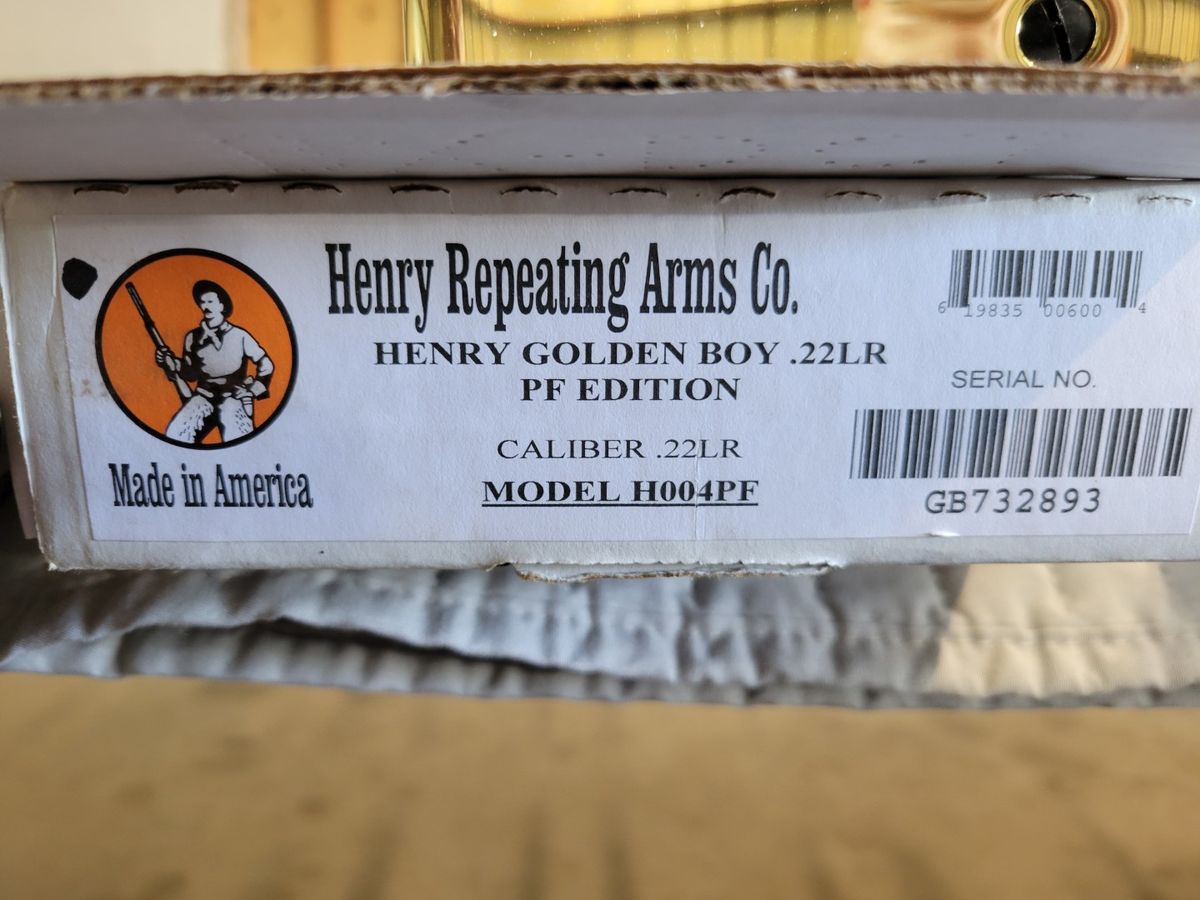 Henry Repeating Arms Co.
HENRY GOLDEN BOY .22LR
PF EDITION
CALIBER .22LR
MODEL H004PF
Made in America
6 19835 00600 4
SERIAL NO.
GB732893